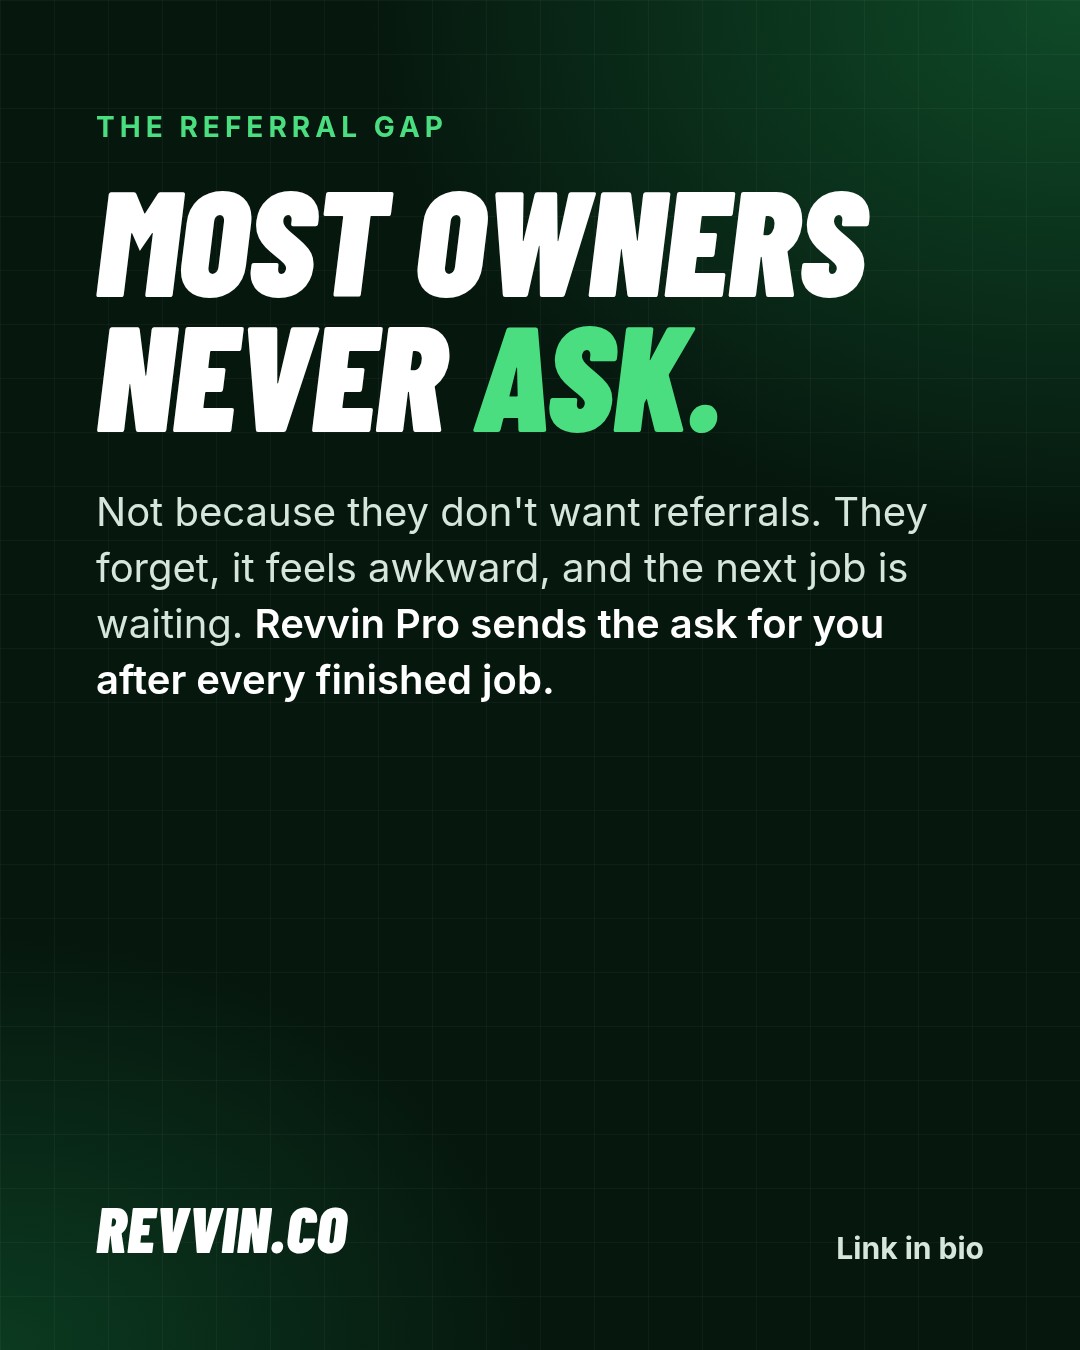 THE REFERRAL GAP
MOST OWNERS
NEVER ASK.
Not because they don't want referrals. They
forget, it feels awkward, and the next job is
waiting. Revvin Pro sends the ask for you
after every finished job.
REVVIN.CO
Link in bio